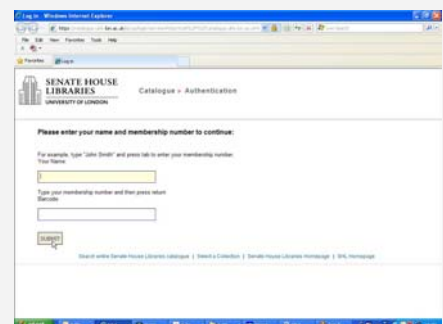 Log in - Windows Internet Explorer
File Edit View Favorites Tools Help
Favorites Log in
SENATE HOUSE
LIBRARIES
UNIVERSITY OF LONDON
Catalogue » Authentication
Please enter your name and membership number to continue:
For example, type "John Smith" and press tab to enter your membership number.
Your Name:
Type your membership number and then press return
Barcode:
SUBMIT
Search entire Senate House Libraries catalogue | Select a Collection | Senate House Libraries Homepage | SHL Homepage